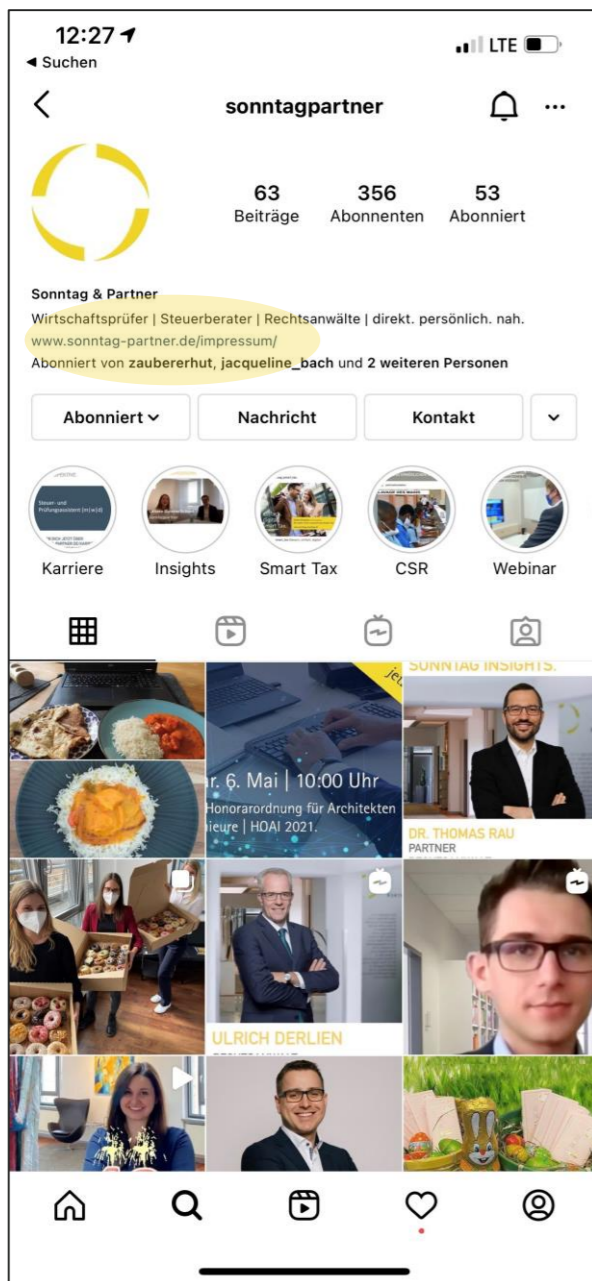 12:27
LTE
◄ Suchen
sonntagpartner
63 356 53
Beiträge Abonnenten Abonniert
Sonntag & Partner
Wirtschaftsprüfer | Steuerberater | Rechtsanwälte | direkt. persönlich. nah.
www.sonntag-partner.de/impressum/
Abonniert von zaubererhut, jacqueline_bach und 2 weiteren Personen
Abonniert Nachricht Kontakt
Steuer- und
Prüfungsassistent (m|w|d)
Karriere Insights Smart Tax CSR Webinar
SONNTAG INSIGHTS.
6. Mai | 10:00 Uhr
Honorarordnung für Architekten
HOAI 2021.
DR. THOMAS RAU
PARTNER
ULRICH DERLIEN